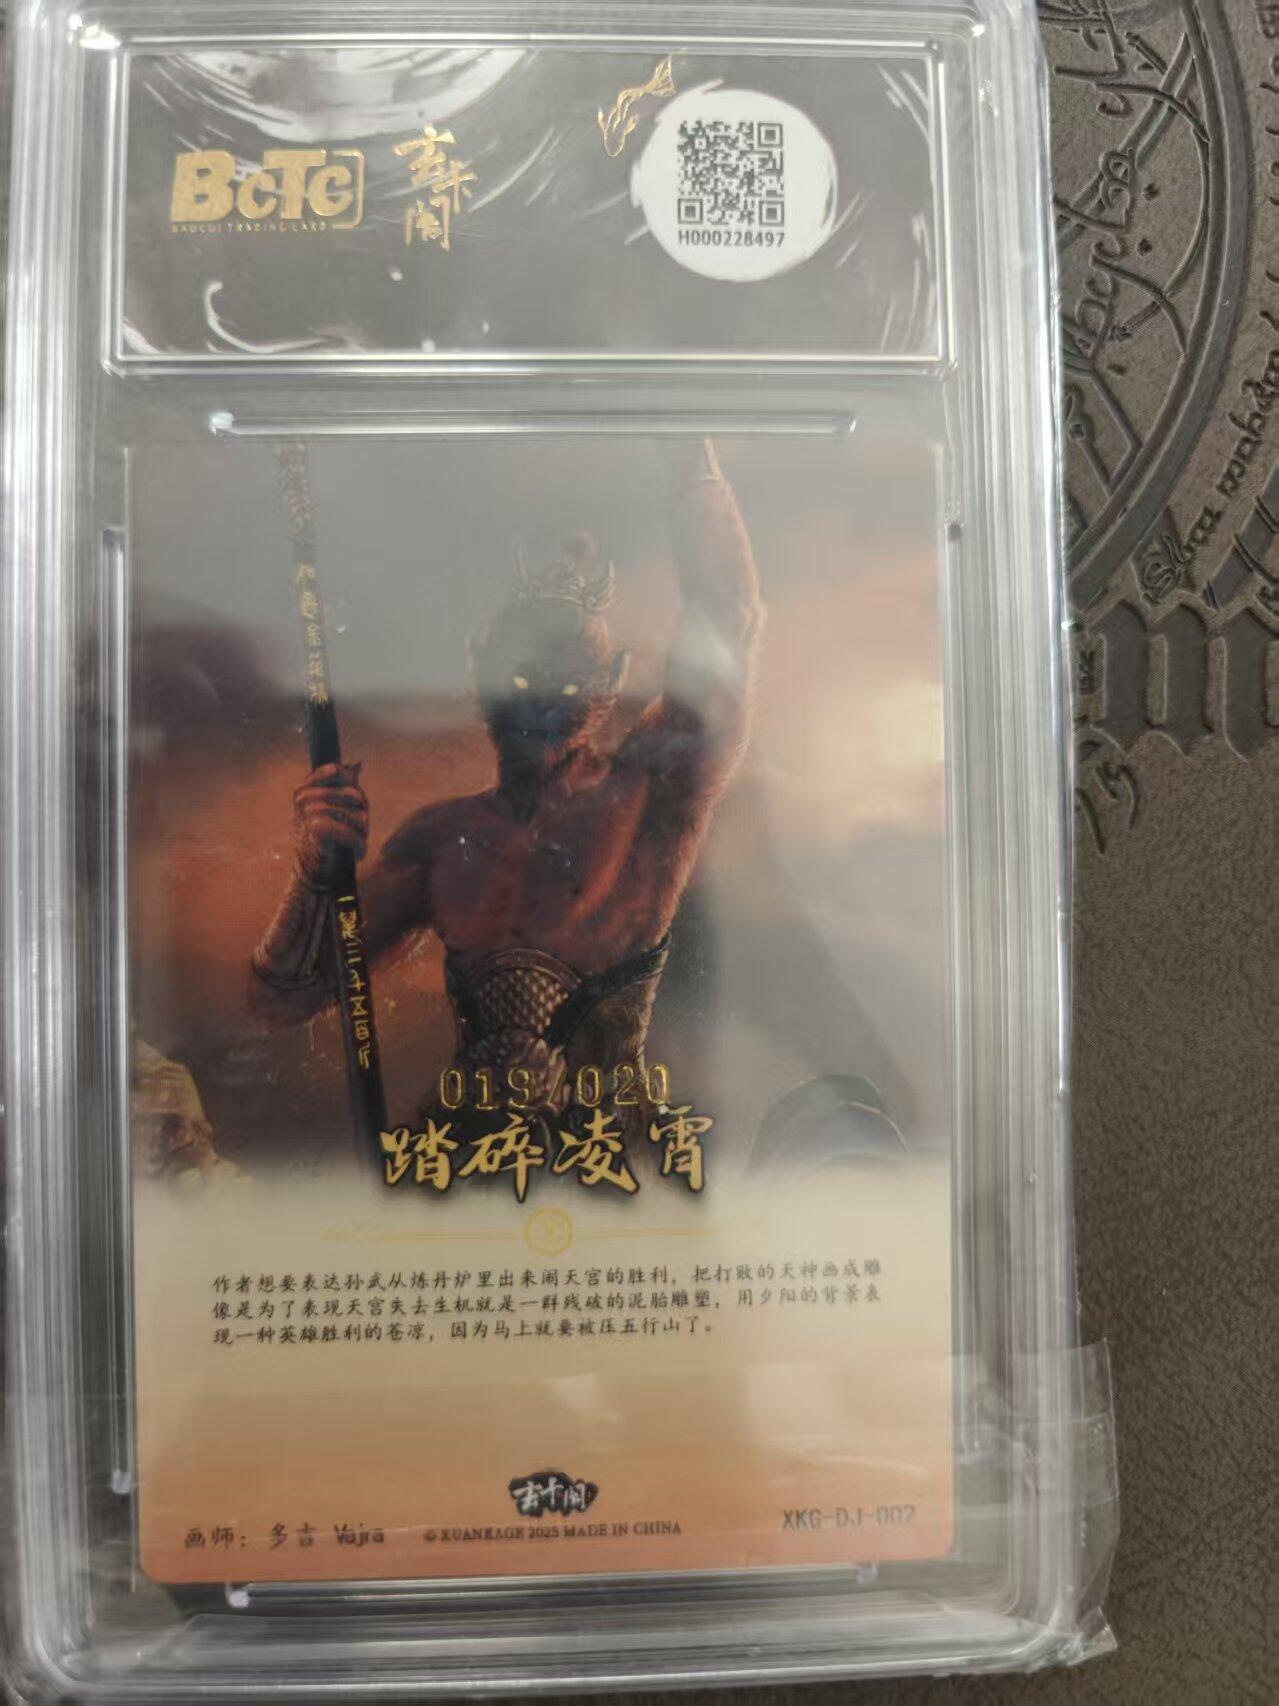 BcTc
BAOCUI TRADING CARD
玄卡阁
H000228497
一萬三千五百斤
019/020
踏碎凌霄
作者想要表达孙武从炼丹炉里出来闹天宫的胜利，把打败的天神画成雕
像是为了表现天宫失去生机就是一群残破的泥胎雕塑，用夕阳的背景表
现一种英雄胜利的苍凉，因为马上就要被压五行山了。
玄卡阁
画师：多吉 Vajra
© XUANKAGE 2025 MADE IN CHINA
XKG-DJ-002